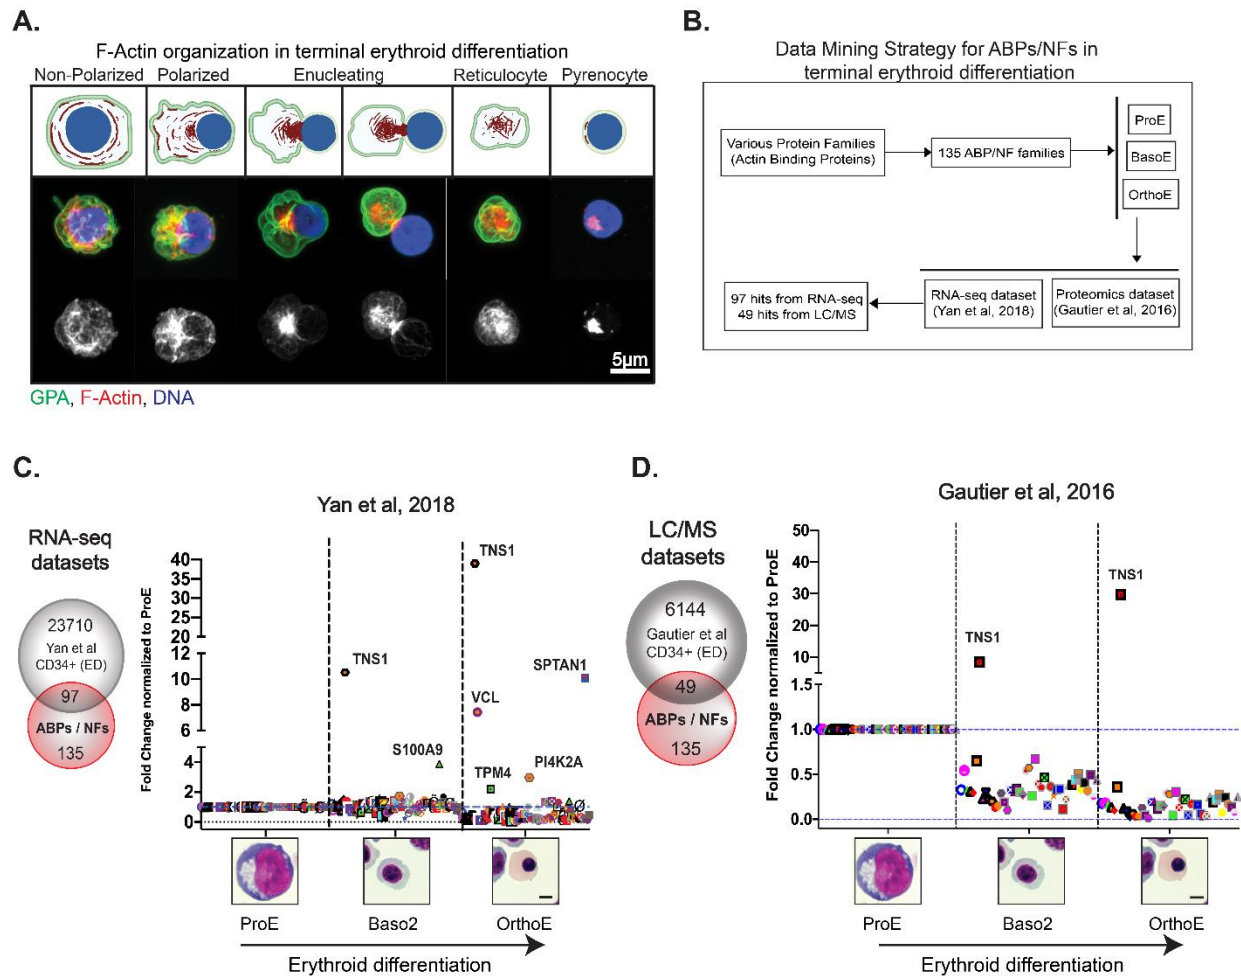 A.
F-Actin organization in terminal erythroid differentiation
Non-Polarized Polarized Enucleating Reticulocyte Pyrenocyte
5µm
GPA, F-Actin, DNA
B.
Data Mining Strategy for ABPs/NFs in
terminal erythroid differentiation
Various Protein Families
(Actin Binding Proteins)
135 ABP/NF families
ProE
BasoE
OrthoE
97 hits from RNA-seq
49 hits from LC/MS
RNA-seq dataset
(Yan et al, 2018)
Proteomics dataset
(Gautier et al, 2016)
C.
Yan et al, 2018
RNA-seq
datasets
23710
Yan et al
CD34+ (ED)
97
ABPs / NFs
135
Fold Change normalized to ProE
40
35
30
25
20
12
10
8
6
4
2
0
TNS1
TNS1
SPTAN1
VCL
S100A9
PI4K2A
TPM4
ProE
Baso2
OrthoE
Erythroid differentiation
D.
Gautier et al, 2016
LC/MS
datasets
6144
Gautier et al
CD34+ (ED)
49
ABPs / NFs
135
Fold Change normalized to ProE
50
40
30
20
10
1.5
1.0
0.5
0.0
TNS1
TNS1
ProE
Baso2
OrthoE
Erythroid differentiation